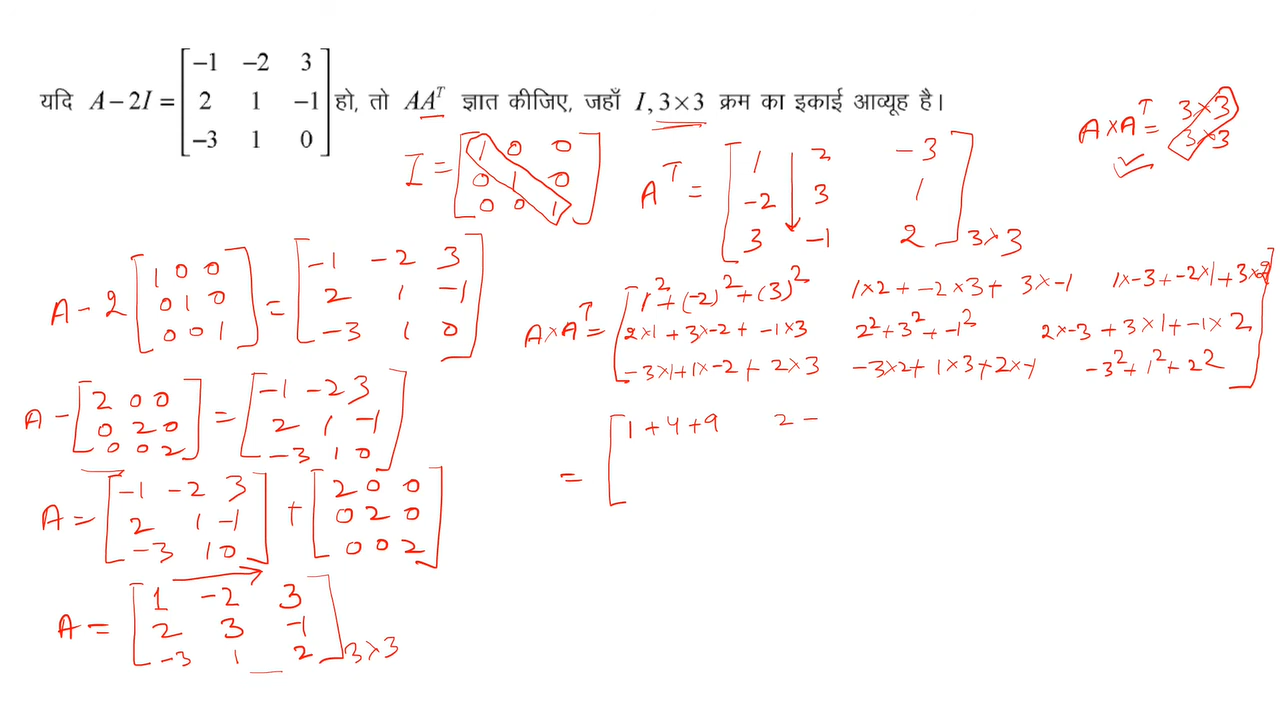 यदि A – 2I = [ –1 –2 3
2 1 –1
–3 1 0 ] हो, तो AAᵀ ज्ञात कीजिए, जहाँ I, 3×3 क्रम का इकाई आव्यूह है।
A×Aᵀ = 3×3
3×3
I = [ 1 0 0
0 1 0
0 0 1 ]
Aᵀ = [ 1 2 -3
-2 3 1
3 -1 2 ] 3×3
A - 2 [ 1 0 0
0 1 0
0 0 1 ] = [ -1 -2 3
2 1 -1
-3 1 0 ]
A - [ 2 0 0
0 2 0
0 0 2 ] = [ -1 -2 3
2 1 -1
-3 1 0 ]
A = [ -1 -2 3
2 1 -1
-3 1 0 ] + [ 2 0 0
0 2 0
0 0 2 ]
A = [ 1 -2 3
2 3 -1
-3 1 2 ] 3×3
A×Aᵀ = [ 1² + (-2)² + (3)² 1×2 + -2×3 + 3×-1 1×-3 + -2×1 + 3×2
2×1 + 3×-2 + -1×3 2² + 3² + -1² 2×-3 + 3×1 + -1×2
-3×1 + 1×-2 + 2×3 -3×2 + 1×3 + 2×-1 -3² + 1² + 2² ]
= [ 1 + 4 + 9 2 -